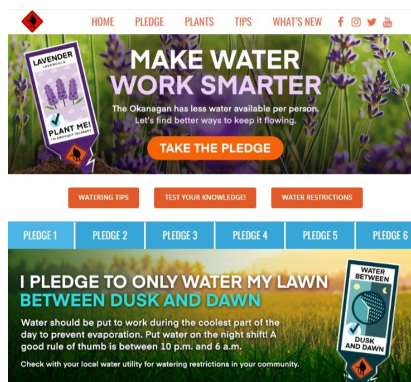 HOME PLEDGE PLANTS TIPS WHAT'S NEW
LAVENDER
LAVANDULA
PLANT ME!
MAKE WATER
WORK SMARTER
The Okanagan has less water available per person.
Let's find better ways to keep it flowing.
TAKE THE PLEDGE
WATERING TIPS TEST YOUR KNOWLEDGE! WATER RESTRICTIONS
PLEDGE 1 PLEDGE 2 PLEDGE 3 PLEDGE 4 PLEDGE 5 PLEDGE 6
I PLEDGE TO ONLY WATER MY LAWN
BETWEEN DUSK AND DAWN
Water should be put to work during the coolest part of the
day to prevent evaporation. Put water on the night shift! A
good rule of thumb is between 10 p.m. and 6 a.m.
Check with your local water utility for watering restrictions in your community.
WATER
BETWEEN
DUSK
AND DAWN